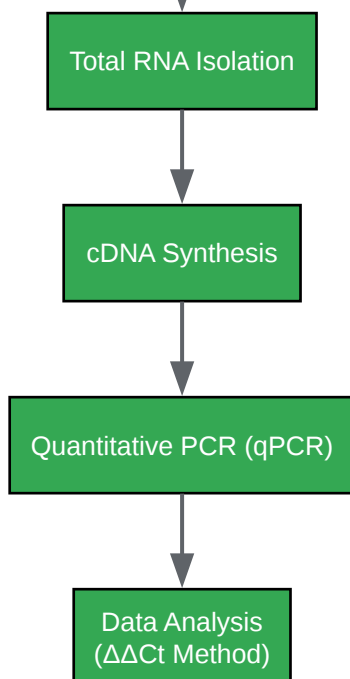 Total RNA Isolation
cDNA Synthesis
Quantitative PCR (qPCR)
Data Analysis
(ΔΔCt Method)